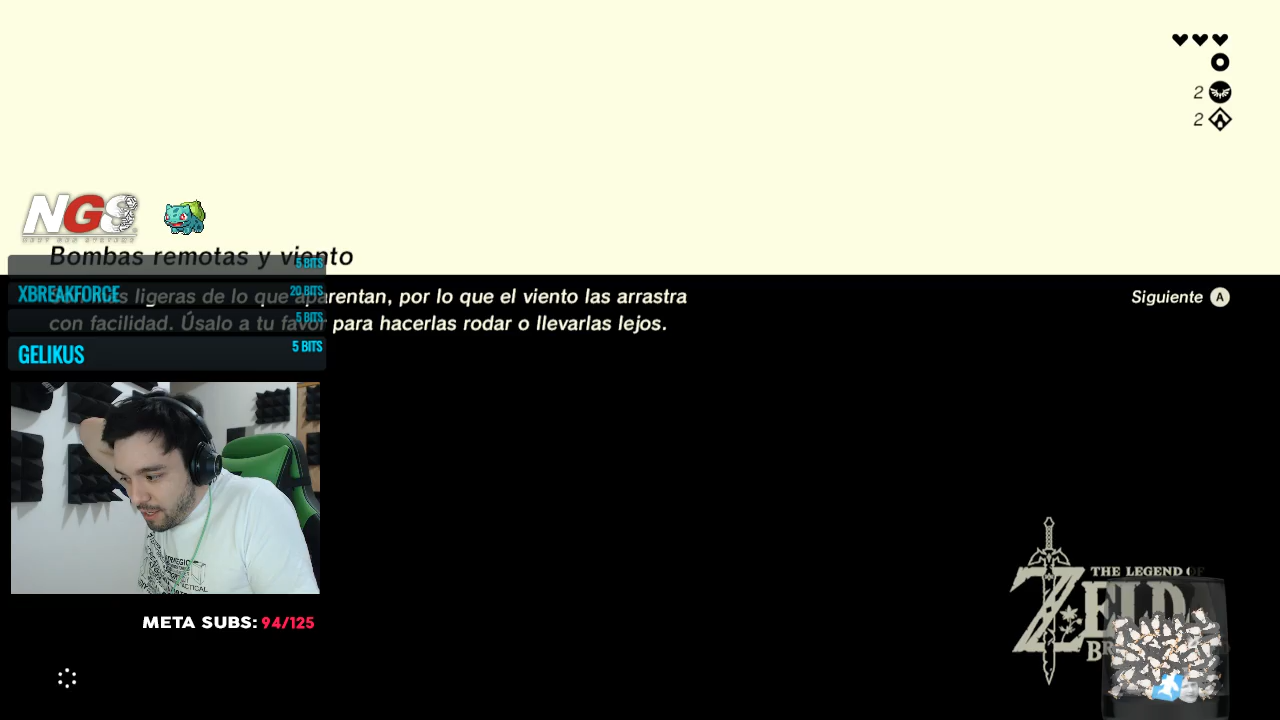 2
2
NGS
Bombas remotas y viento
5 BITS
XBREAKFORCE
20 BITS
ligeras de lo que aparentan, por lo que el viento las arrastra
Siguiente A
5 BITS
con facilidad. Úsalo a tu favor para hacerlas rodar o llevarlas lejos.
GELIKUS
5 BITS
META SUBS: 94/125
THE LEGEND OF
ZELD